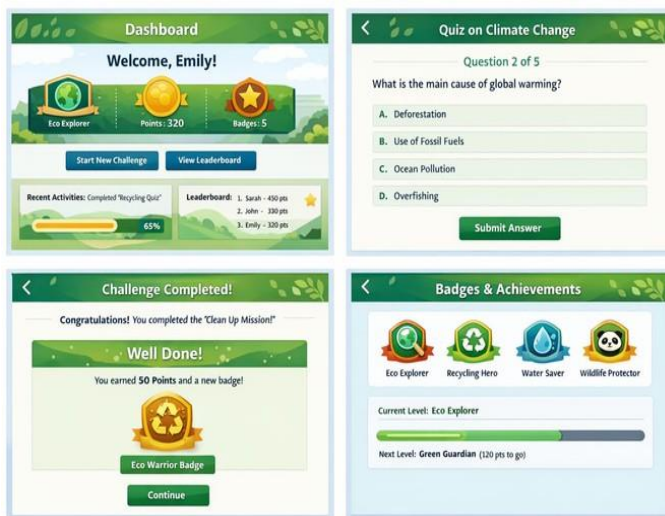 Dashboard
Welcome, Emily!
Eco Explorer
Points: 320
Badges: 5
Start New Challenge
View Leaderboard
Recent Activities: Completed "Recycling Quiz"
65%
Leaderboard: 1. Sarah - 450 pts
2. John - 330 pts
3. Emily - 320 pts
Quiz on Climate Change
Question 2 of 5
What is the main cause of global warming?
A. Deforestation
B. Use of Fossil Fuels
C. Ocean Pollution
D. Overfishing
Submit Answer
Challenge Completed!
Congratulations! You completed the "Clean Up Mission!"
Well Done!
You earned 50 Points and a new badge!
Eco Warrior Badge
Continue
Badges & Achievements
Eco Explorer
Recycling Hero
Water Saver
Wildlife Protector
Current Level: Eco Explorer
Next Level: Green Guardian (120 pts to go)